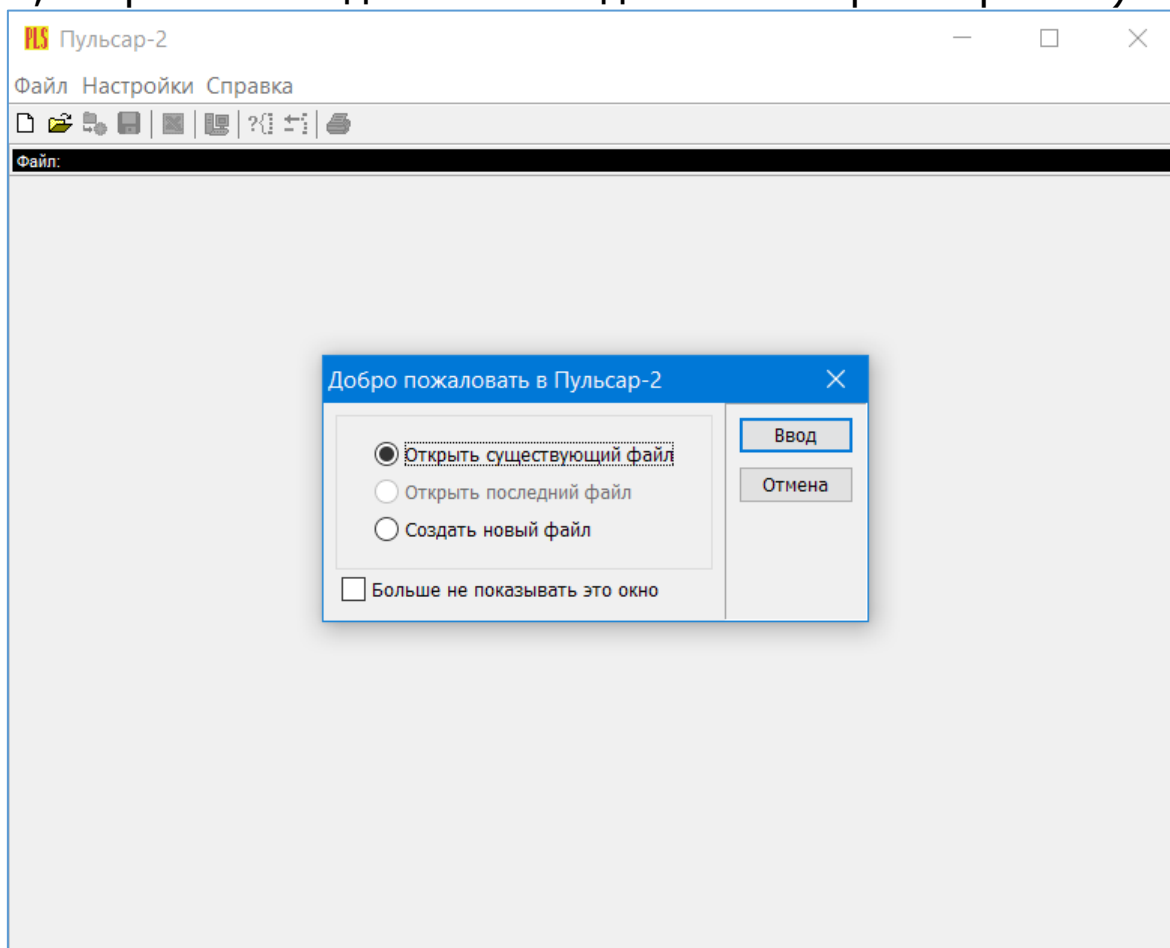 PLS Пульсар-2
Файл Настройки Справка
Файл:
Добро пожаловать в Пульсар-2
Открыть существующий файл
Открыть последний файл
Создать новый файл
Больше не показывать это окно
Ввод
Отмена